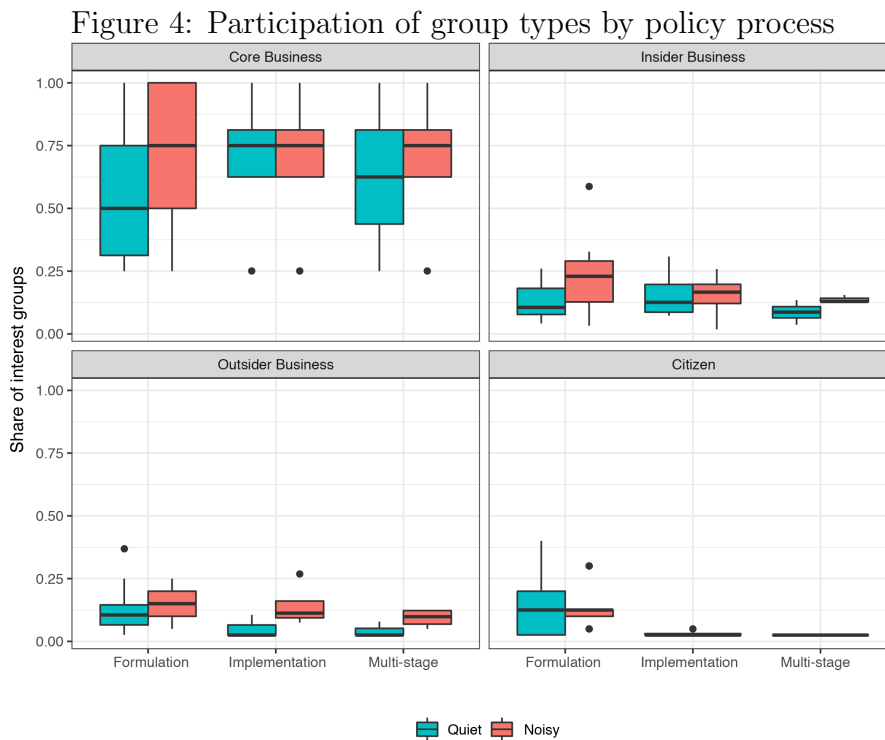 Figure 4: Participation of group types by policy process
Core Business
Insider Business
1.00
0.75
0.50
0.25
0.00
Outsider Business
Citizen
1.00
0.75
0.50
0.25
0.00
Share of interest groups
Formulation
Implementation
Multi-stage
Formulation
Implementation
Multi-stage
Quiet
Noisy